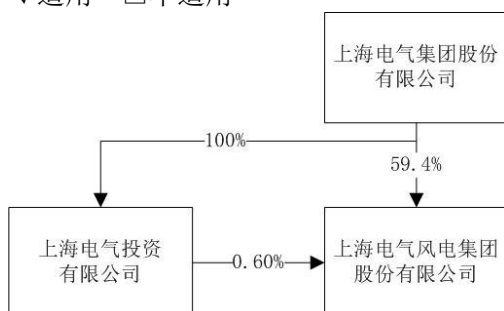 √适用 □不适用
上海电气集团股份
有限公司
100%
59.4%
上海电气投资
有限公司
0.60%
上海电气风电集团
股份有限公司